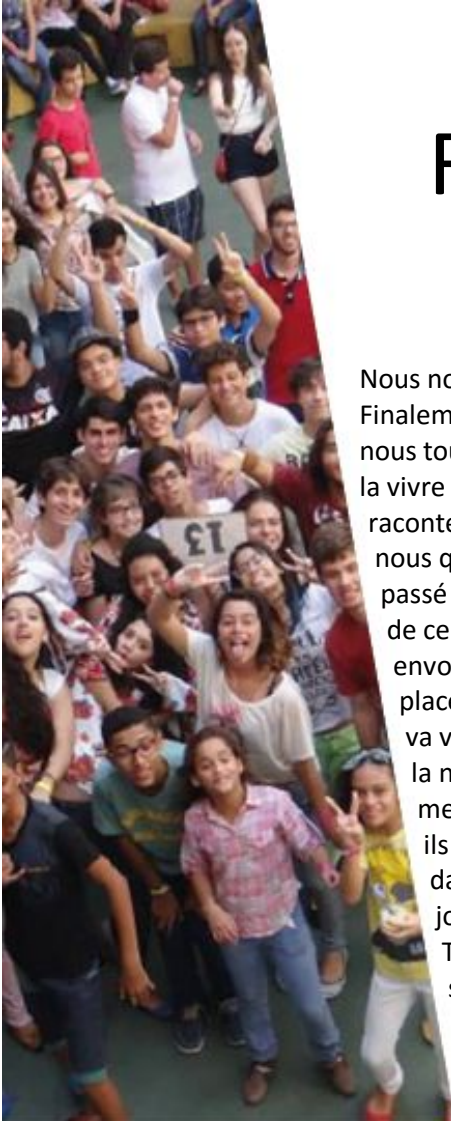 F
Nous no
Finalem
nous tou
la vivre
raconte
nous q
passé
de ce
envo
place
va v
la n
me
ils
da
jo
T
s
CAIXA
13